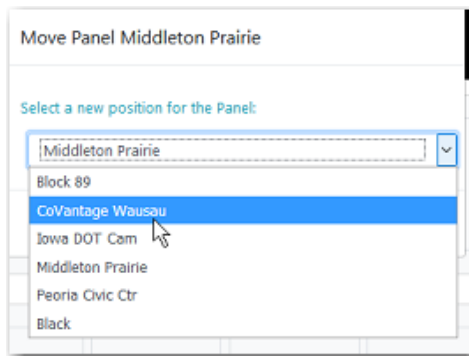 Move Panel Middleton Prairie
Select a new position for the Panel:
Middleton Prairie
Block 89
CoVantage Wausau
Iowa DOT Cam
Middleton Prairie
Peoria Civic Ctr
Black